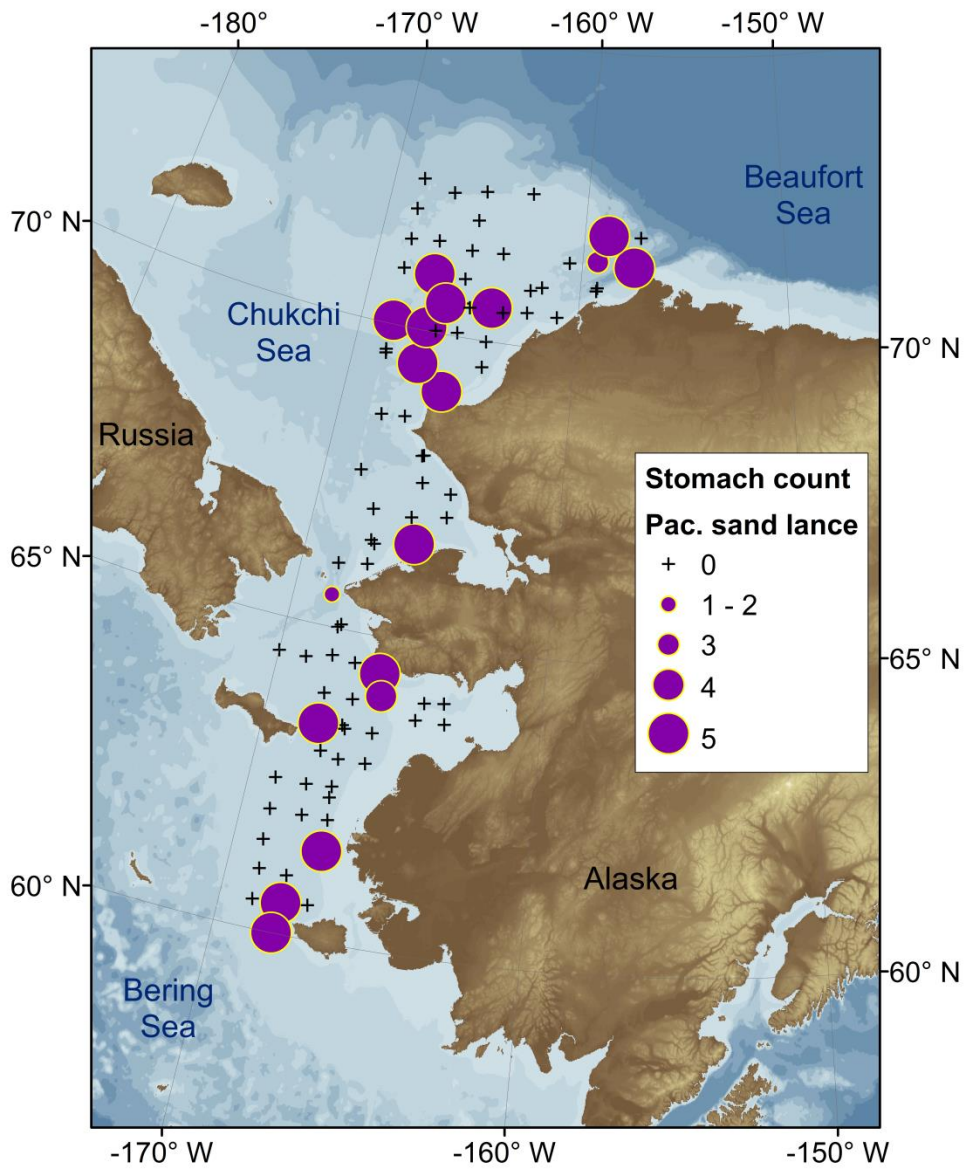 -180° -170° W -160° W -150° W
Beaufort
Sea
70° N
Chukchi
Sea
70° N
Russia
Stomach count
Pac. sand lance
0
1 - 2
3
4
5
65° N
65° N
60° N
Alaska
60° N
Bering
Sea
-170° W -160° W -150° W